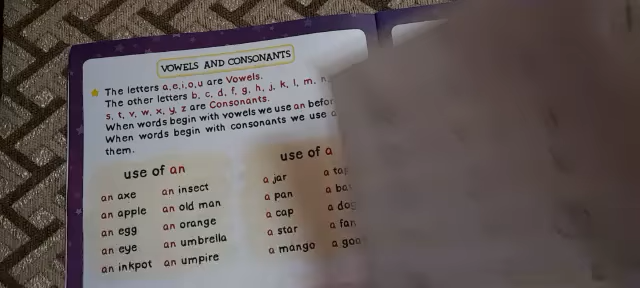 VOWELS AND CONSONANTS
The letters a,e,i,o,u are Vowels.
The other letters b, c, d, f, g, h, j, k, l, m, n,
s, t, v, w, x, y, z are Consonants.
When words begin with vowels we use an
When words begin with consonants we use
them.
use of an
use of a
an axe
an insect
a jar
an apple
an old man
a pan
an egg
an orange
a cap
a
an eye
an umbrella
a star
a
an inkpot
an umpire
a mango
a